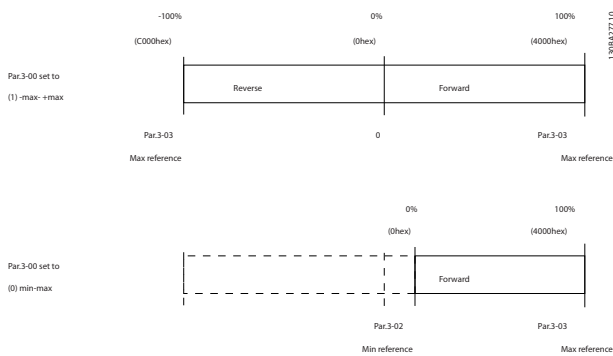 -100% 0% 100%
(C000hex) (0hex) (4000hex)
130BA277.10
Par.3-00 set to
(1) -max- +max
Reverse Forward
Par.3-03 0 Par.3-03
Max reference Max reference
0% 100%
(0hex) (4000hex)
Par.3-00 set to
(0) min-max
Forward
Par.3-02 Par.3-03
Min reference Max reference